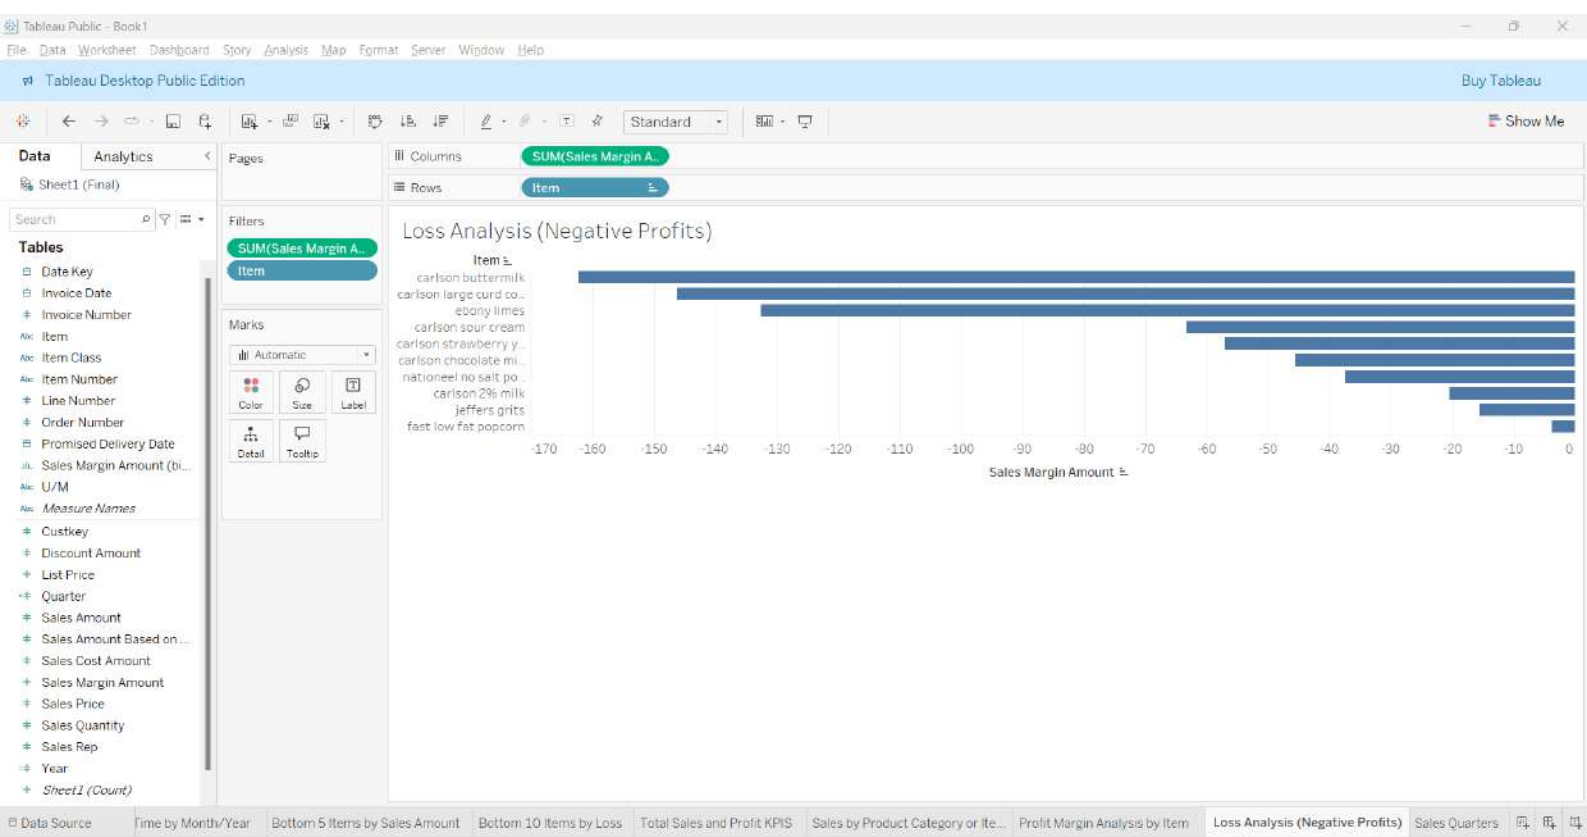 Tableau Public - Book1
File Data Worksheet Dashboard Story Analysis Map Format Server Window Help
Tableau Desktop Public Edition Buy Tableau
Standard Show Me
Data Analytics
Pages
Columns SUM(Sales Margin A..
Sheet1 (Final)
Rows Item
Search
Filters
SUM(Sales Margin A..
Item
Marks
Automatic
Color Size Label
Detail Tooltip
Tables
Date Key
Invoice Date
Invoice Number
Abc Item
Abc Item Class
Abc Item Number
Line Number
Order Number
Promised Delivery Date
Sales Margin Amount (bi...
Abc U/M
Abc Measure Names
Custkey
Discount Amount
List Price
Quarter
Sales Amount
Sales Amount Based on ...
Sales Cost Amount
Sales Margin Amount
Sales Price
Sales Quantity
Sales Rep
Year
Sheet1 (Count)
Loss Analysis (Negative Profits)
Item
carlson buttermilk
carlson large curd co..
ebony limes
carlson sour cream
carlson strawberry y..
carlson chocolate mi..
nationeel no salt po..
carlson 2% milk
jeffers grits
fast low fat popcorn
-170 -160 -150 -140 -130 -120 -110 -100 -90 -80 -70 -60 -50 -40 -30 -20 -10 0
Sales Margin Amount
Data Source Time by Month/Year Bottom 5 Items by Sales Amount Bottom 10 Items by Loss Total Sales and Profit KPIS Sales by Product Category or Ite... Profit Margin Analysis by Item Loss Analysis (Negative Profits) Sales Quarters